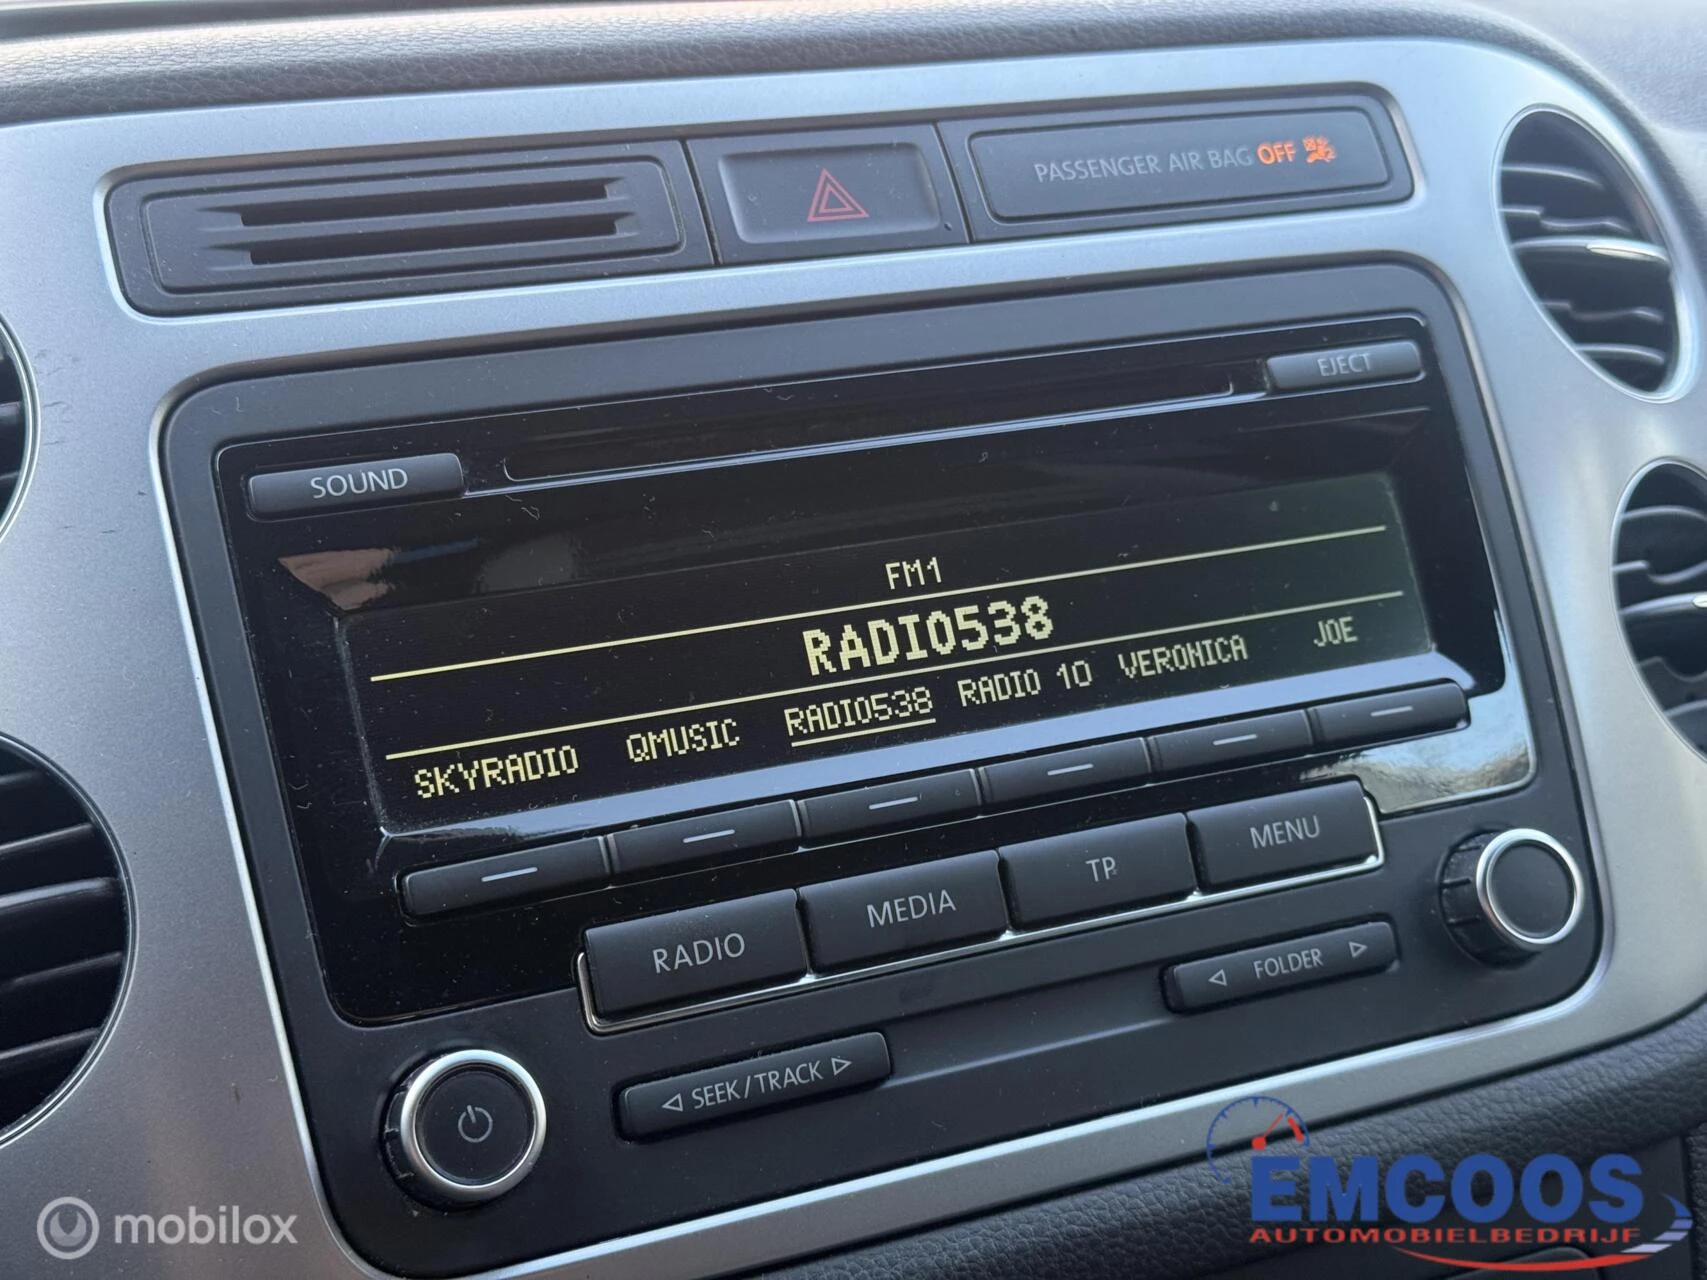 PASSENGER AIR BAG OFF
EJECT
SOUND
FM1
RADIO538
SKYRADIO QMUSIC RADIO538 RADIO 10 VERONICA JOE
RADIO MEDIA TP MENU
SEEK/TRACK
FOLDER
mobilox
EMCOOS
AUTOMOBIELBEDRIJF